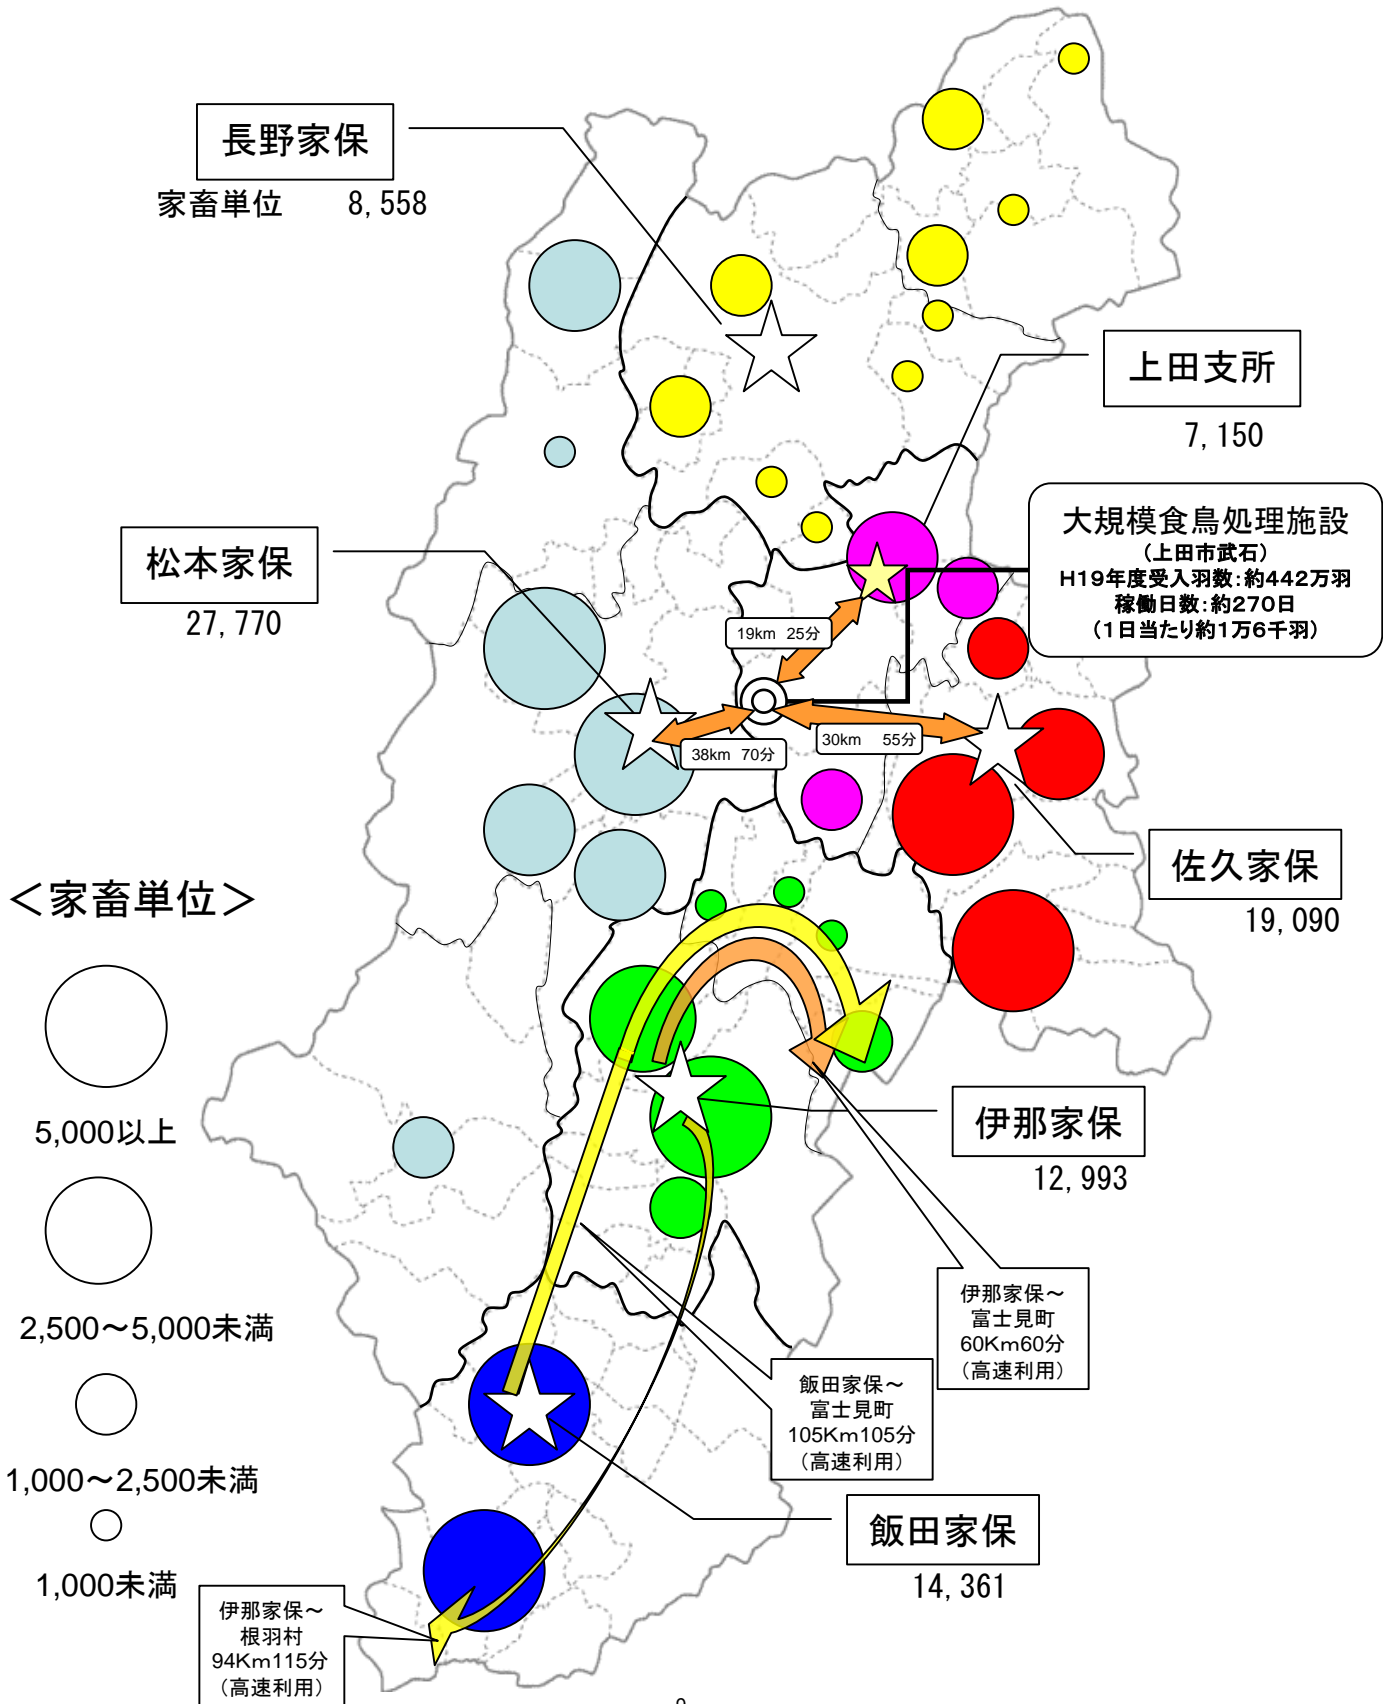 長野家保
家畜単位 8,558
上田支所
7,150
大規模食鳥処理施設
(上田市武石)
H19年度受入羽数:約442万羽
稼働日数:約270日
(1日当たり約1万6千羽)
松本家保
27,770
19km 25分
38km 70分
30km 55分
佐久家保
19,090
<家畜単位>
5,000以上
2,500～5,000未満
1,000～2,500未満
1,000未満
伊那家保
12,993
伊那家保～
富士見町
60Km60分
(高速利用)
飯田家保～
富士見町
105Km105分
(高速利用)
飯田家保
14,361
伊那家保～
根羽村
94Km115分
(高速利用)